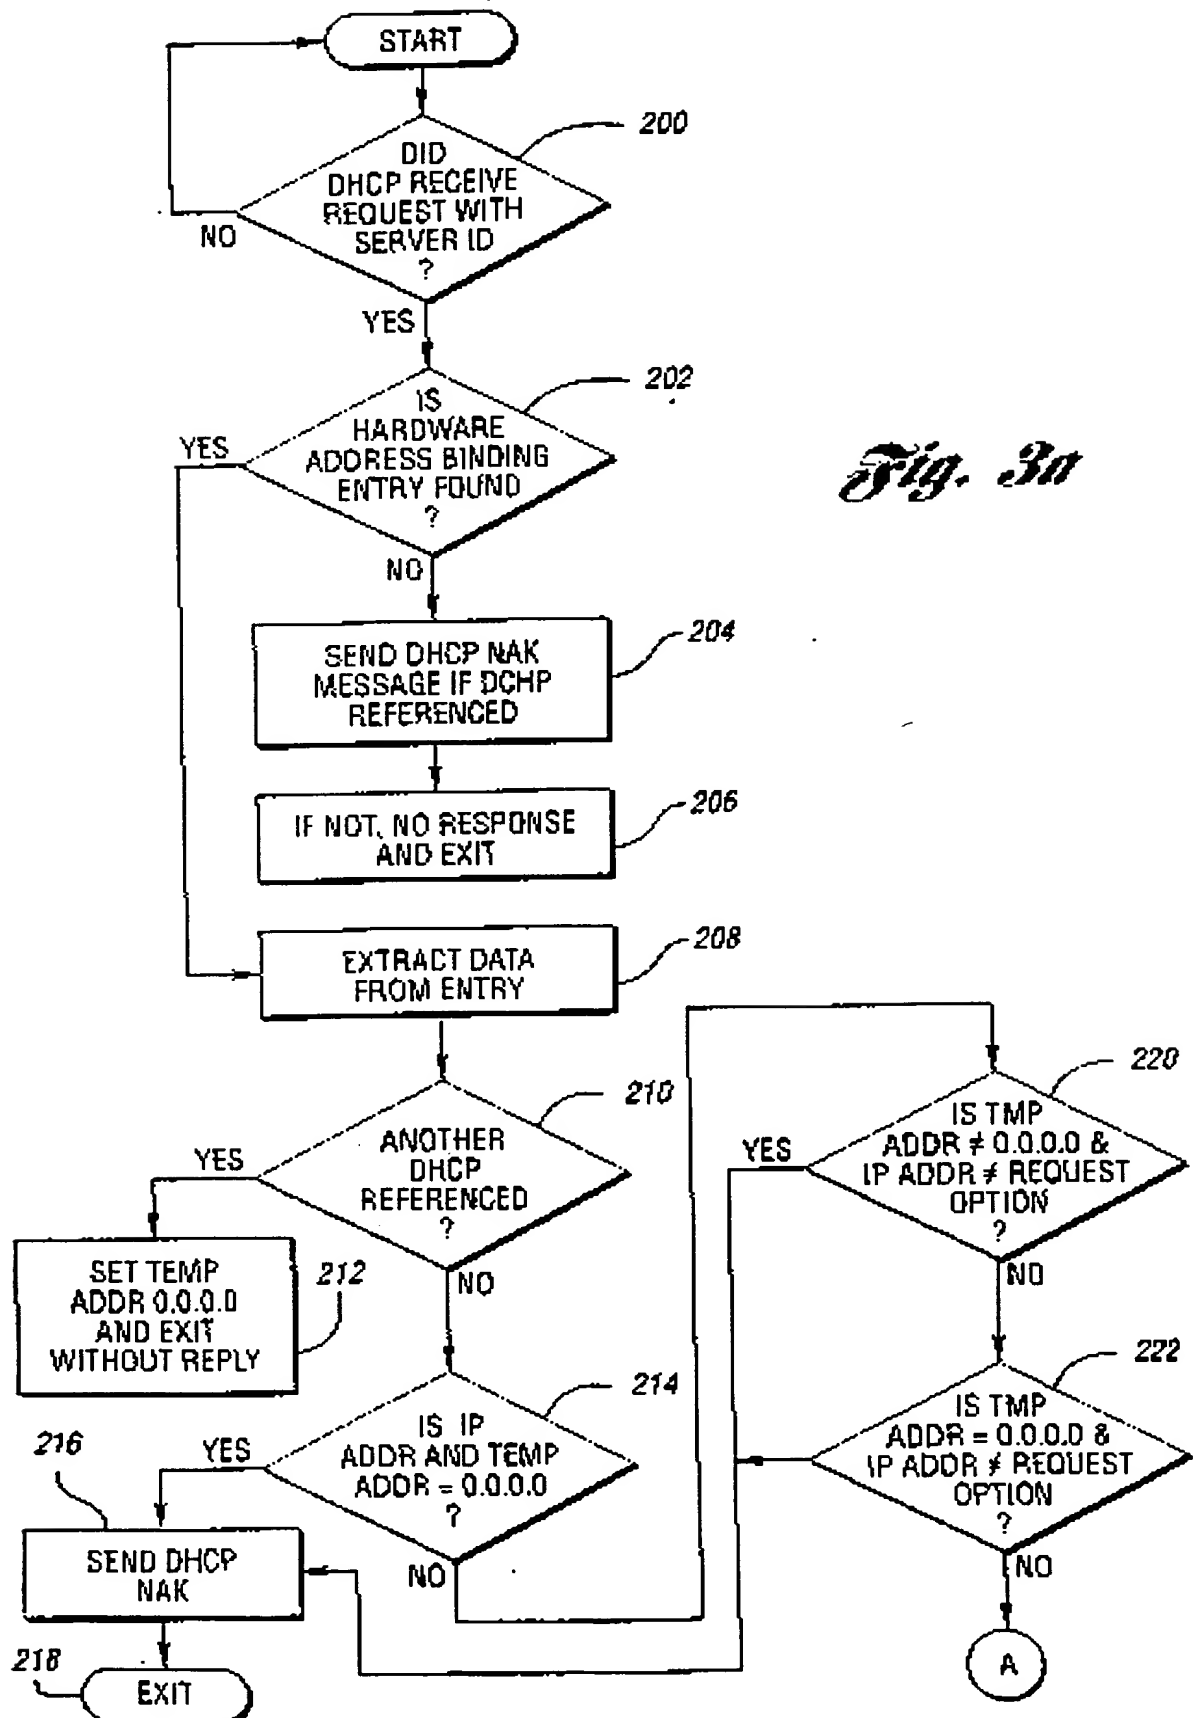 START
200
DID
DHCP RECEIVE
REQUEST WITH
SERVER ID
?
NO
YES
202
IS
HARDWARE
ADDRESS BINDING
ENTRY FOUND
?
YES
NO
Fig. 3a
204
SEND DHCP NAK
MESSAGE IF DCHP
REFERENCED
206
IF NOT, NO RESPONSE
AND EXIT
208
EXTRACT DATA
FROM ENTRY
210
ANOTHER
DHCP
REFERENCED
?
YES
NO
212
SET TEMP
ADDR 0.0.0.0
AND EXIT
WITHOUT REPLY
214
IS IP
ADDR AND TEMP
ADDR = 0.0.0.0
?
YES
NO
216
SEND DHCP
NAK
218
EXIT
220
IS TMP
ADDR ≠ 0.0.0.0 &
IP ADDR ≠ REQUEST
OPTION
?
YES
NO
222
IS TMP
ADDR = 0.0.0.0 &
IP ADDR ≠ REQUEST
OPTION
?
NO
A